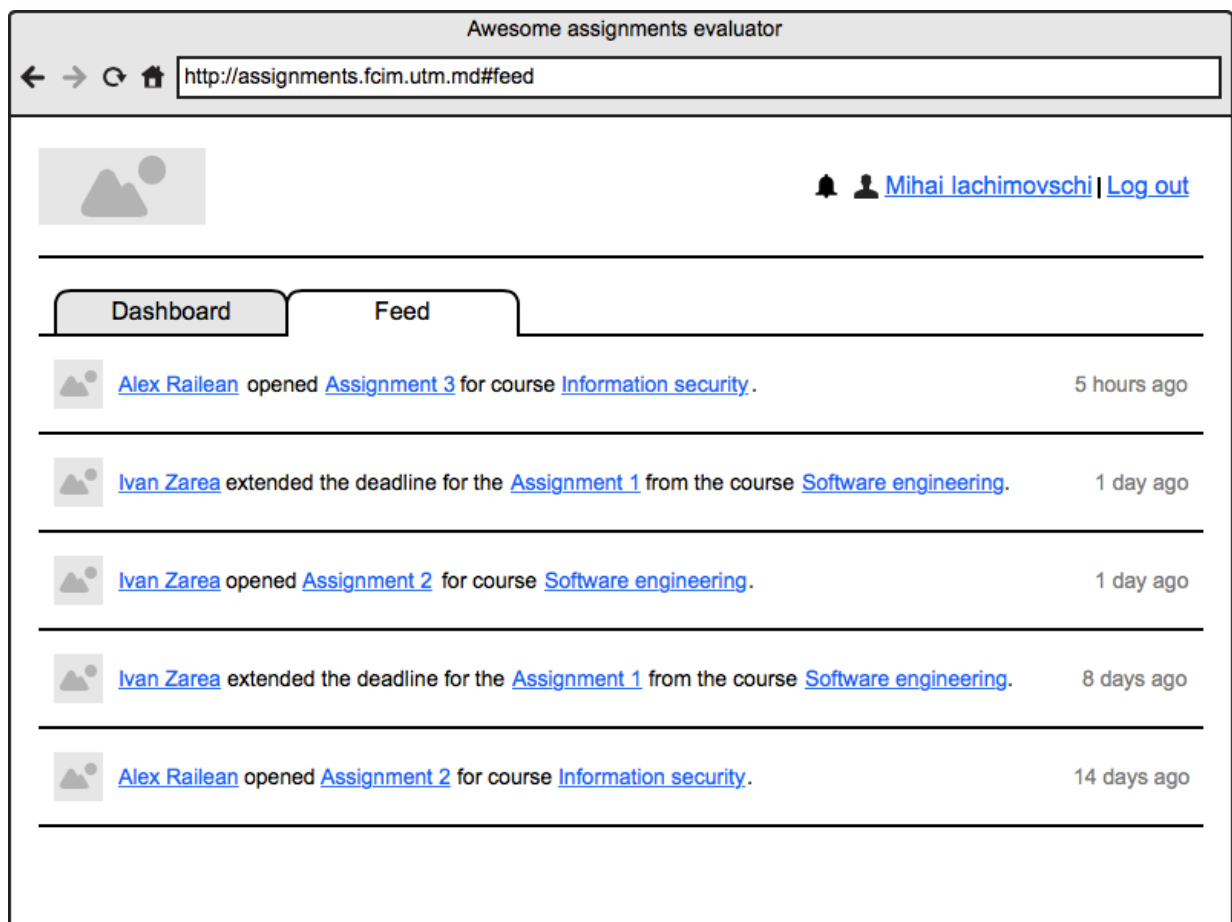 Awesome assignments evaluator
http://assignments.fcim.utm.md#feed
Mihai Iachimovschi | Log out
Dashboard Feed
Alex Railean opened Assignment 3 for course Information security. 5 hours ago
Ivan Zarea extended the deadline for the Assignment 1 from the course Software engineering. 1 day ago
Ivan Zarea opened Assignment 2 for course Software engineering. 1 day ago
Ivan Zarea extended the deadline for the Assignment 1 from the course Software engineering. 8 days ago
Alex Railean opened Assignment 2 for course Information security. 14 days ago